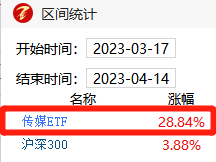 区间统计
开始时间： 2023-03-17
结束时间： 2023-04-14
名称 涨幅
传媒ETF 28.84%
沪深300 3.88%